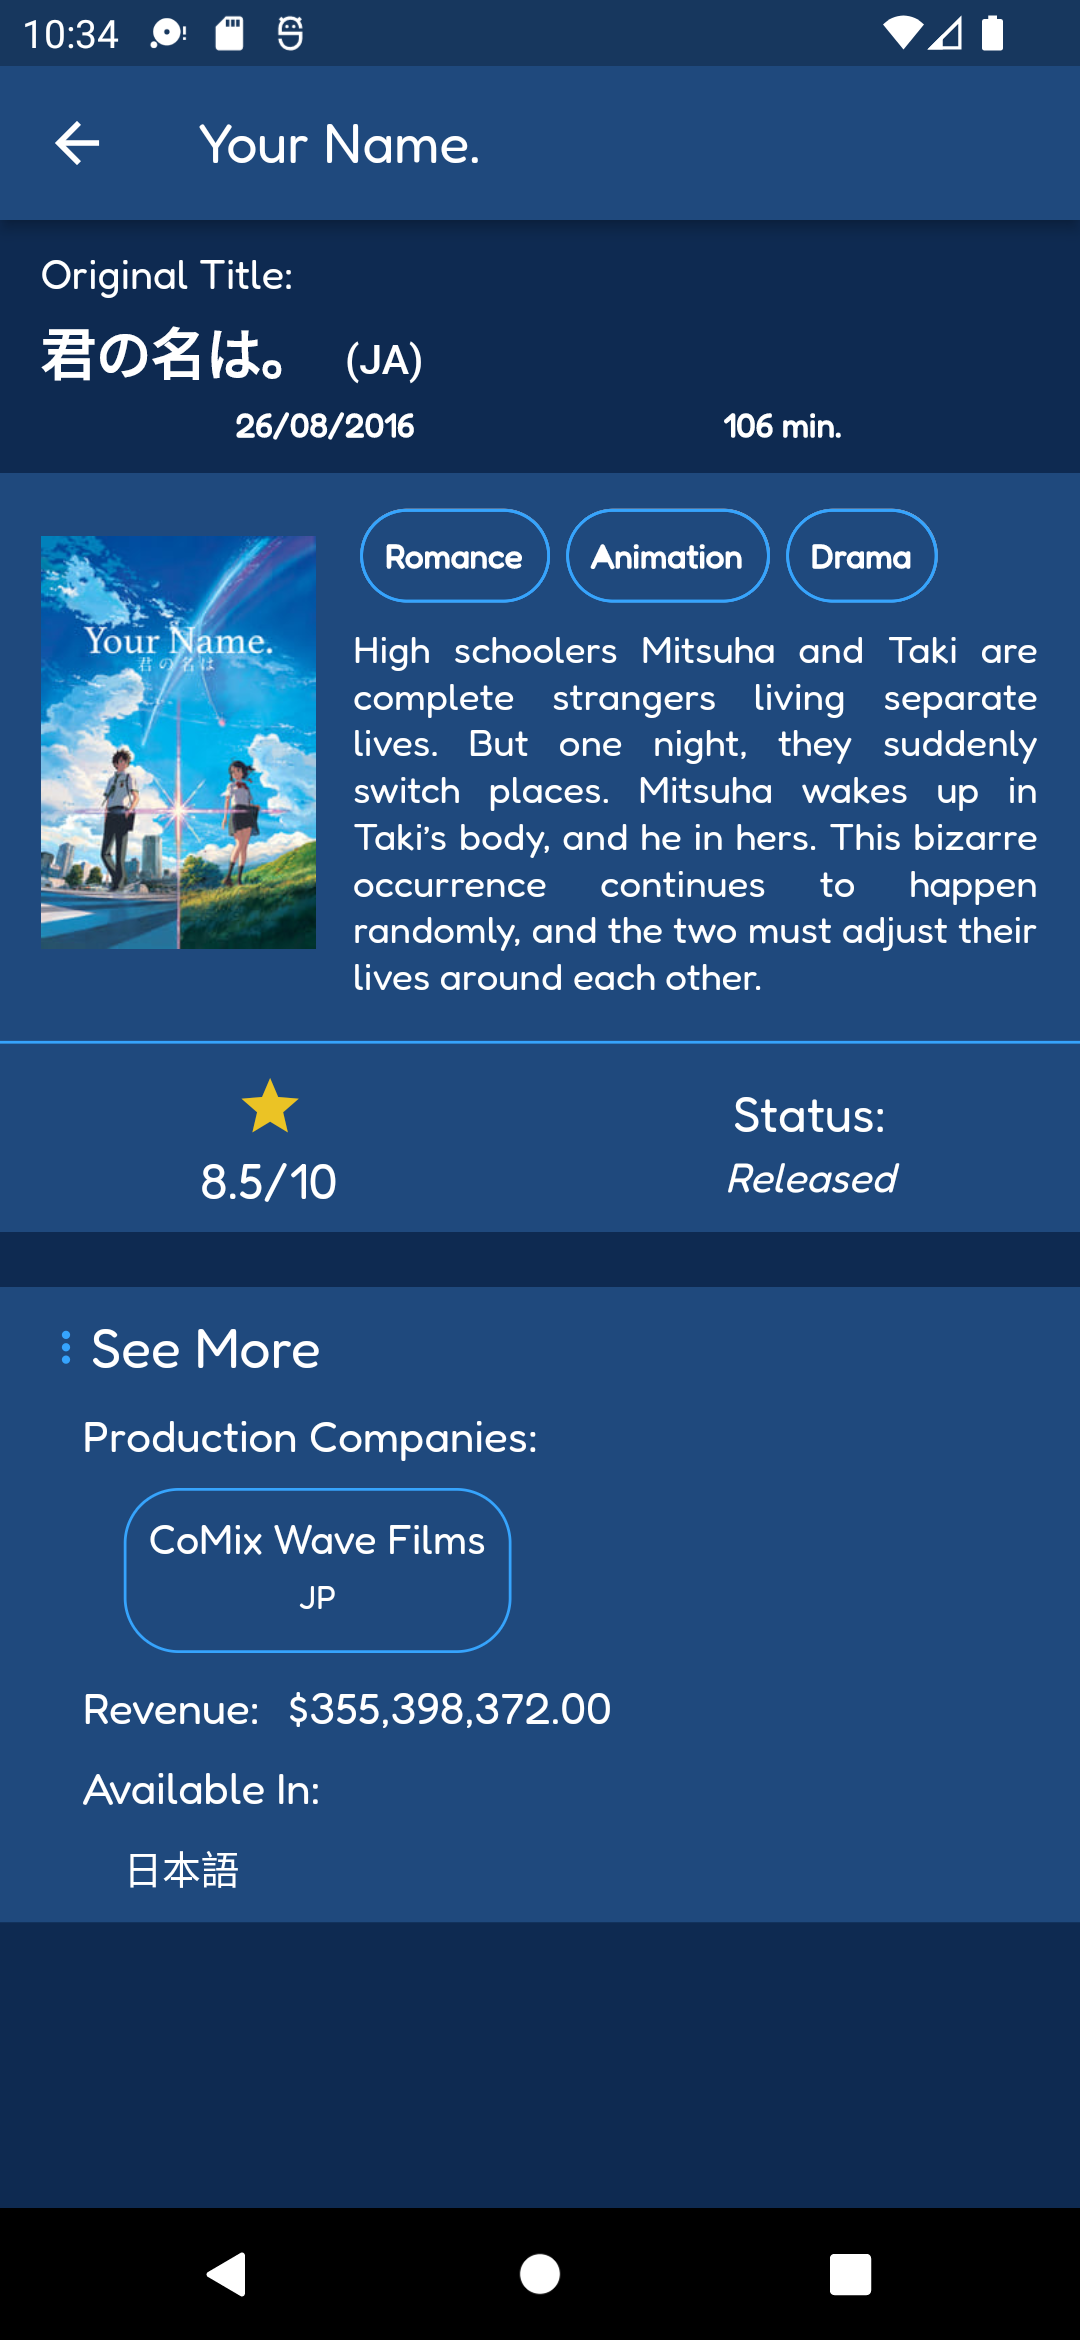 10:34
Your Name.
Original Title:
君の名は。 (JA)
26/08/2016 106 min.
Your Name.
君の名は
Romance Animation Drama
High schoolers Mitsuha and Taki are
complete strangers living separate
lives. But one night, they suddenly
switch places. Mitsuha wakes up in
Taki’s body, and he in hers. This bizarre
occurrence continues to happen
randomly, and the two must adjust their
lives around each other.
8.5/10
Status:
Released
See More
Production Companies:
CoMix Wave Films
JP
Revenue: $355,398,372.00
Available In:
日本語